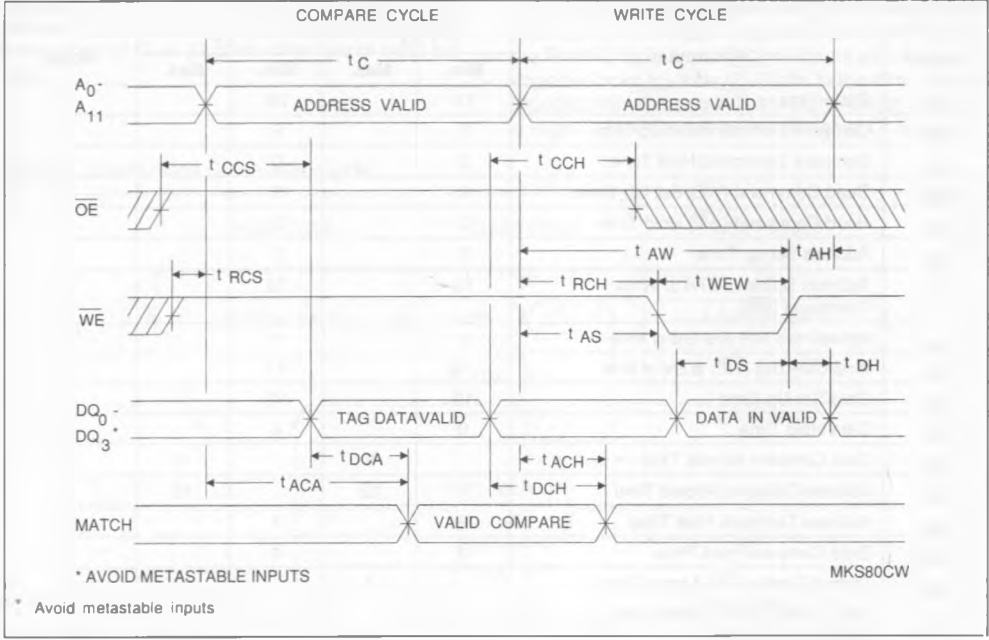 COMPARE CYCLE WRITE CYCLE
t C t C
A0 - A11 ADDRESS VALID ADDRESS VALID
t CCS t CCH
OE
t AW t AH
t RCS t RCH t WEW
WE
t AS
t DS t DH
DQ0 - DQ3* TAG DATA VALID DATA IN VALID
t DCA t ACH
t ACA t DCH
MATCH VALID COMPARE
* AVOID METASTABLE INPUTS MKS80CW
* Avoid metastable inputs